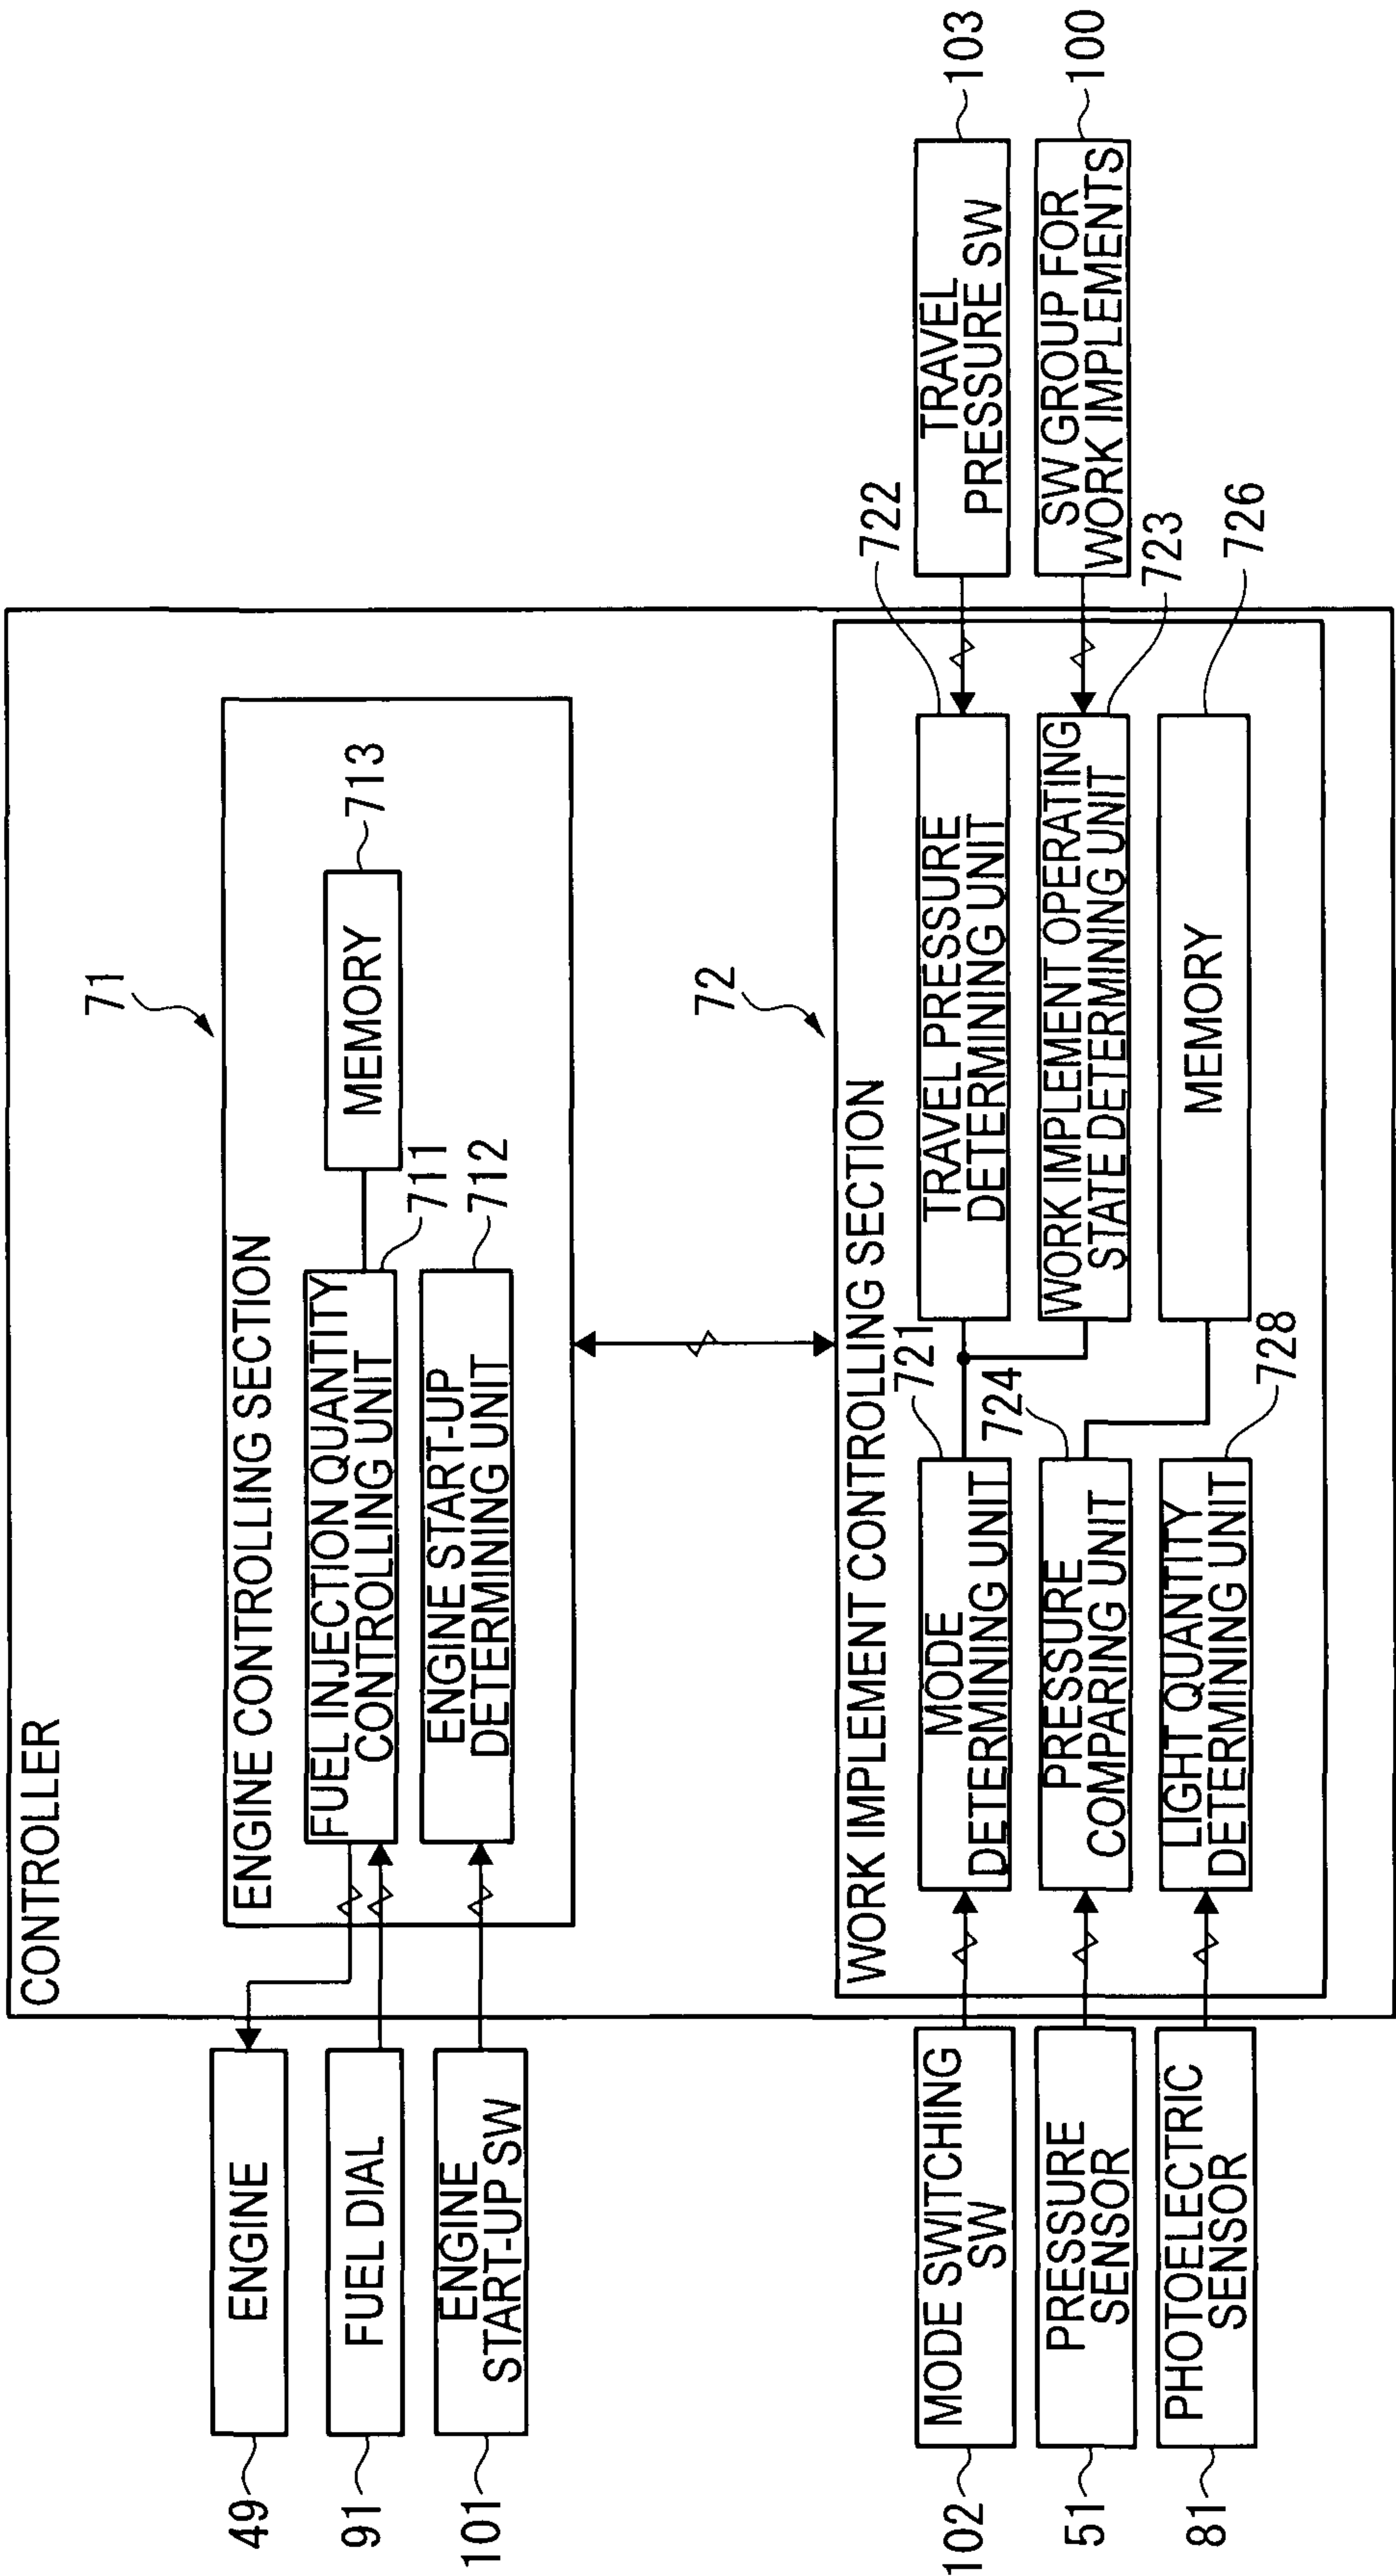 CONTROLLER
71
ENGINE CONTROLLING SECTION
49
ENGINE
91
FUEL DIAL
101
ENGINE
START-UP SW
FUEL INJECTION QUANTITY
CONTROLLING UNIT
711
MEMORY
713
ENGINE START-UP
DETERMINING UNIT
712
72
WORK IMPLEMENT CONTROLLING SECTION
102
MODE SWITCHING
SW
MODE
DETERMINING UNIT
721
TRAVEL PRESSURE
DETERMINING UNIT
722
TRAVEL
PRESSURE SW
103
51
PRESSURE
SENSOR
PRESSURE
COMPARING UNIT
724
WORK IMPLEMENT OPERATING
STATE DETERMINING UNIT
723
SW GROUP FOR
WORK IMPLEMENTS
100
81
PHOTOELECTRIC
SENSOR
LIGHT QUANTITY
DETERMINING UNIT
728
MEMORY
726